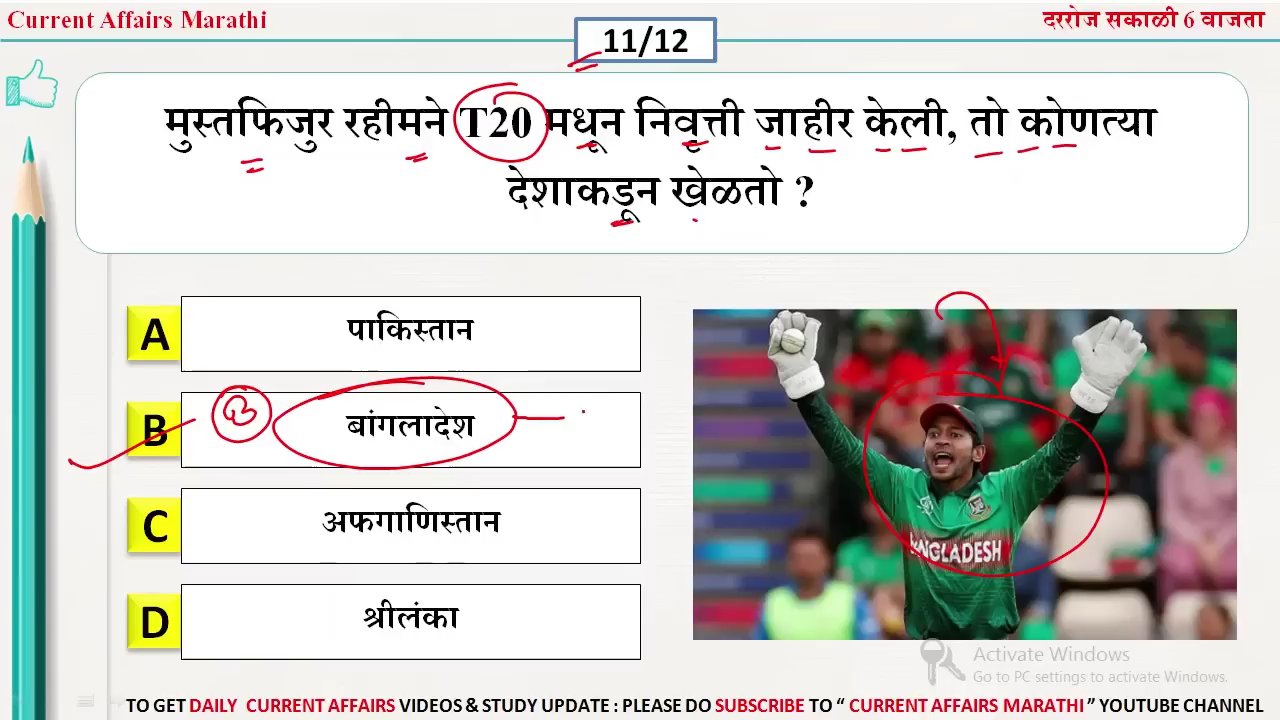 Current Affairs Marathi
दररोज सकाळी 6 वाजता
11/12
मुस्तफिजुर रहीमने T20 मधून निवृत्ती जाहीर केली, तो कोणत्या
देशाकडून खेळतो ?
A पाकिस्तान
B B बांगलादेश
C अफगाणिस्तान
D श्रीलंका
BANGLADESH
Activate Windows
Go to PC settings to activate Windows.
TO GET DAILY CURRENT AFFAIRS VIDEOS & STUDY UPDATE : PLEASE DO SUBSCRIBE TO “ CURRENT AFFAIRS MARATHI ” YOUTUBE CHANNEL